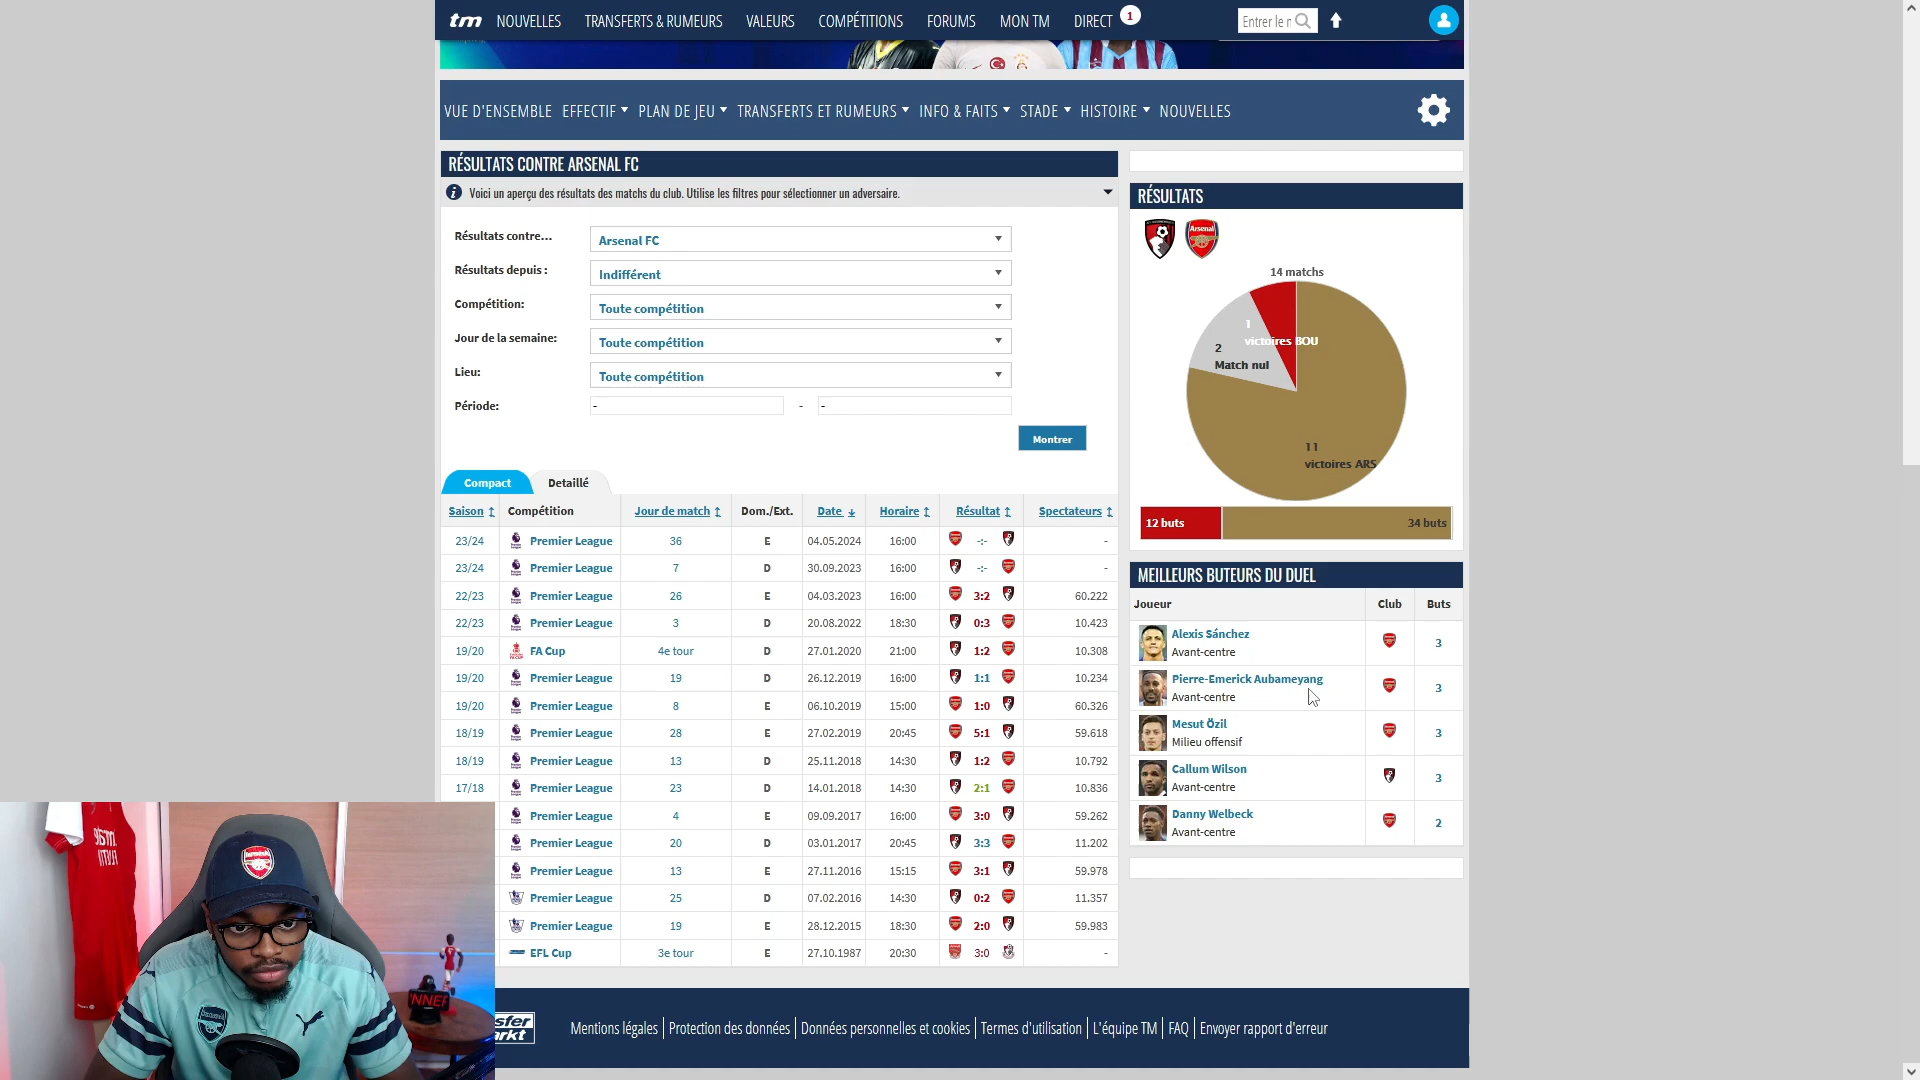 tm NOUVELLES TRANSFERTS & RUMEURS VALEURS COMPÉTITIONS FORUMS MON TM DIRECT 1 Entrer le r
VUE D'ENSEMBLE EFFECTIF PLAN DE JEU TRANSFERTS ET RUMEURS INFO & FAITS STADE HISTOIRE NOUVELLES
RÉSULTATS CONTRE ARSENAL FC
Voici un aperçu des résultats des matchs du club. Utilise les filtres pour sélectionner un adversaire.
Résultats contre... Arsenal FC
Résultats depuis : Indifférent
Compétition: Toute compétition
Jour de la semaine: Toute compétition
Lieu: Toute compétition
Période: - - -
Montrer
Compact Detaillé
Saison Compétition Jour de match Dom./Ext. Date Horaire Résultat Spectateurs
23/24 Premier League 36 E 04.05.2024 16:00 -:- -
23/24 Premier League 7 D 30.09.2023 16:00 -:- -
22/23 Premier League 26 E 04.03.2023 16:00 3:2 60.222
22/23 Premier League 3 D 20.08.2022 18:30 0:3 10.423
19/20 FA Cup 4e tour D 27.01.2020 21:00 1:2 10.308
19/20 Premier League 19 D 26.12.2019 16:00 1:1 10.234
19/20 Premier League 8 E 06.10.2019 15:00 1:0 60.326
18/19 Premier League 28 E 27.02.2019 20:45 5:1 59.618
18/19 Premier League 13 D 25.11.2018 14:30 1:2 10.792
17/18 Premier League 23 D 14.01.2018 14:30 2:1 10.836
Premier League 4 E 09.09.2017 16:00 3:0 59.262
Premier League 20 D 03.01.2017 20:45 3:3 11.202
Premier League 13 E 27.11.2016 15:15 3:1 59.978
Premier League 25 D 07.02.2016 14:30 0:2 11.357
Premier League 19 E 28.12.2015 18:30 2:0 59.983
EFL Cup 3e tour E 27.10.1987 20:30 3:0 -
RÉSULTATS
Arsenal
14 matchs
1
victoires BOU
2
Match nul
11
victoires ARS
12 buts 34 buts
MEILLEURS BUTEURS DU DUEL
Joueur Club Buts
Alexis Sánchez
Avant-centre
3
Pierre-Emerick Aubameyang
Avant-centre
3
Mesut Özil
Milieu offensif
3
Callum Wilson
Avant-centre
3
Danny Welbeck
Avant-centre
2
sfer
arkt
Mentions légales Protection des données Données personnelles et cookies Termes d'utilisation L'équipe TM FAQ Envoyer rapport d'erreur